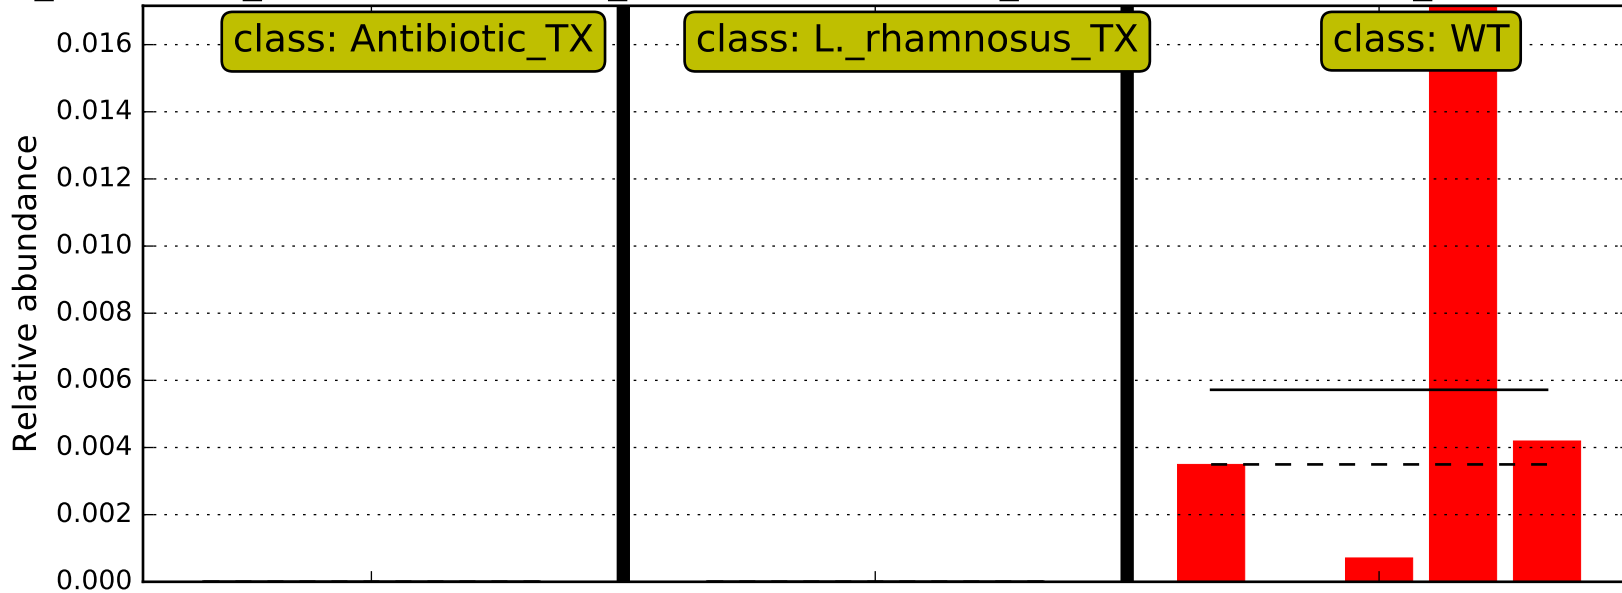 class: Antibiotic_TX
class: L._rhamnosus_TX
class: WT
Relative abundance
0.016
0.014
0.012
0.010
0.008
0.006
0.004
0.002
0.000